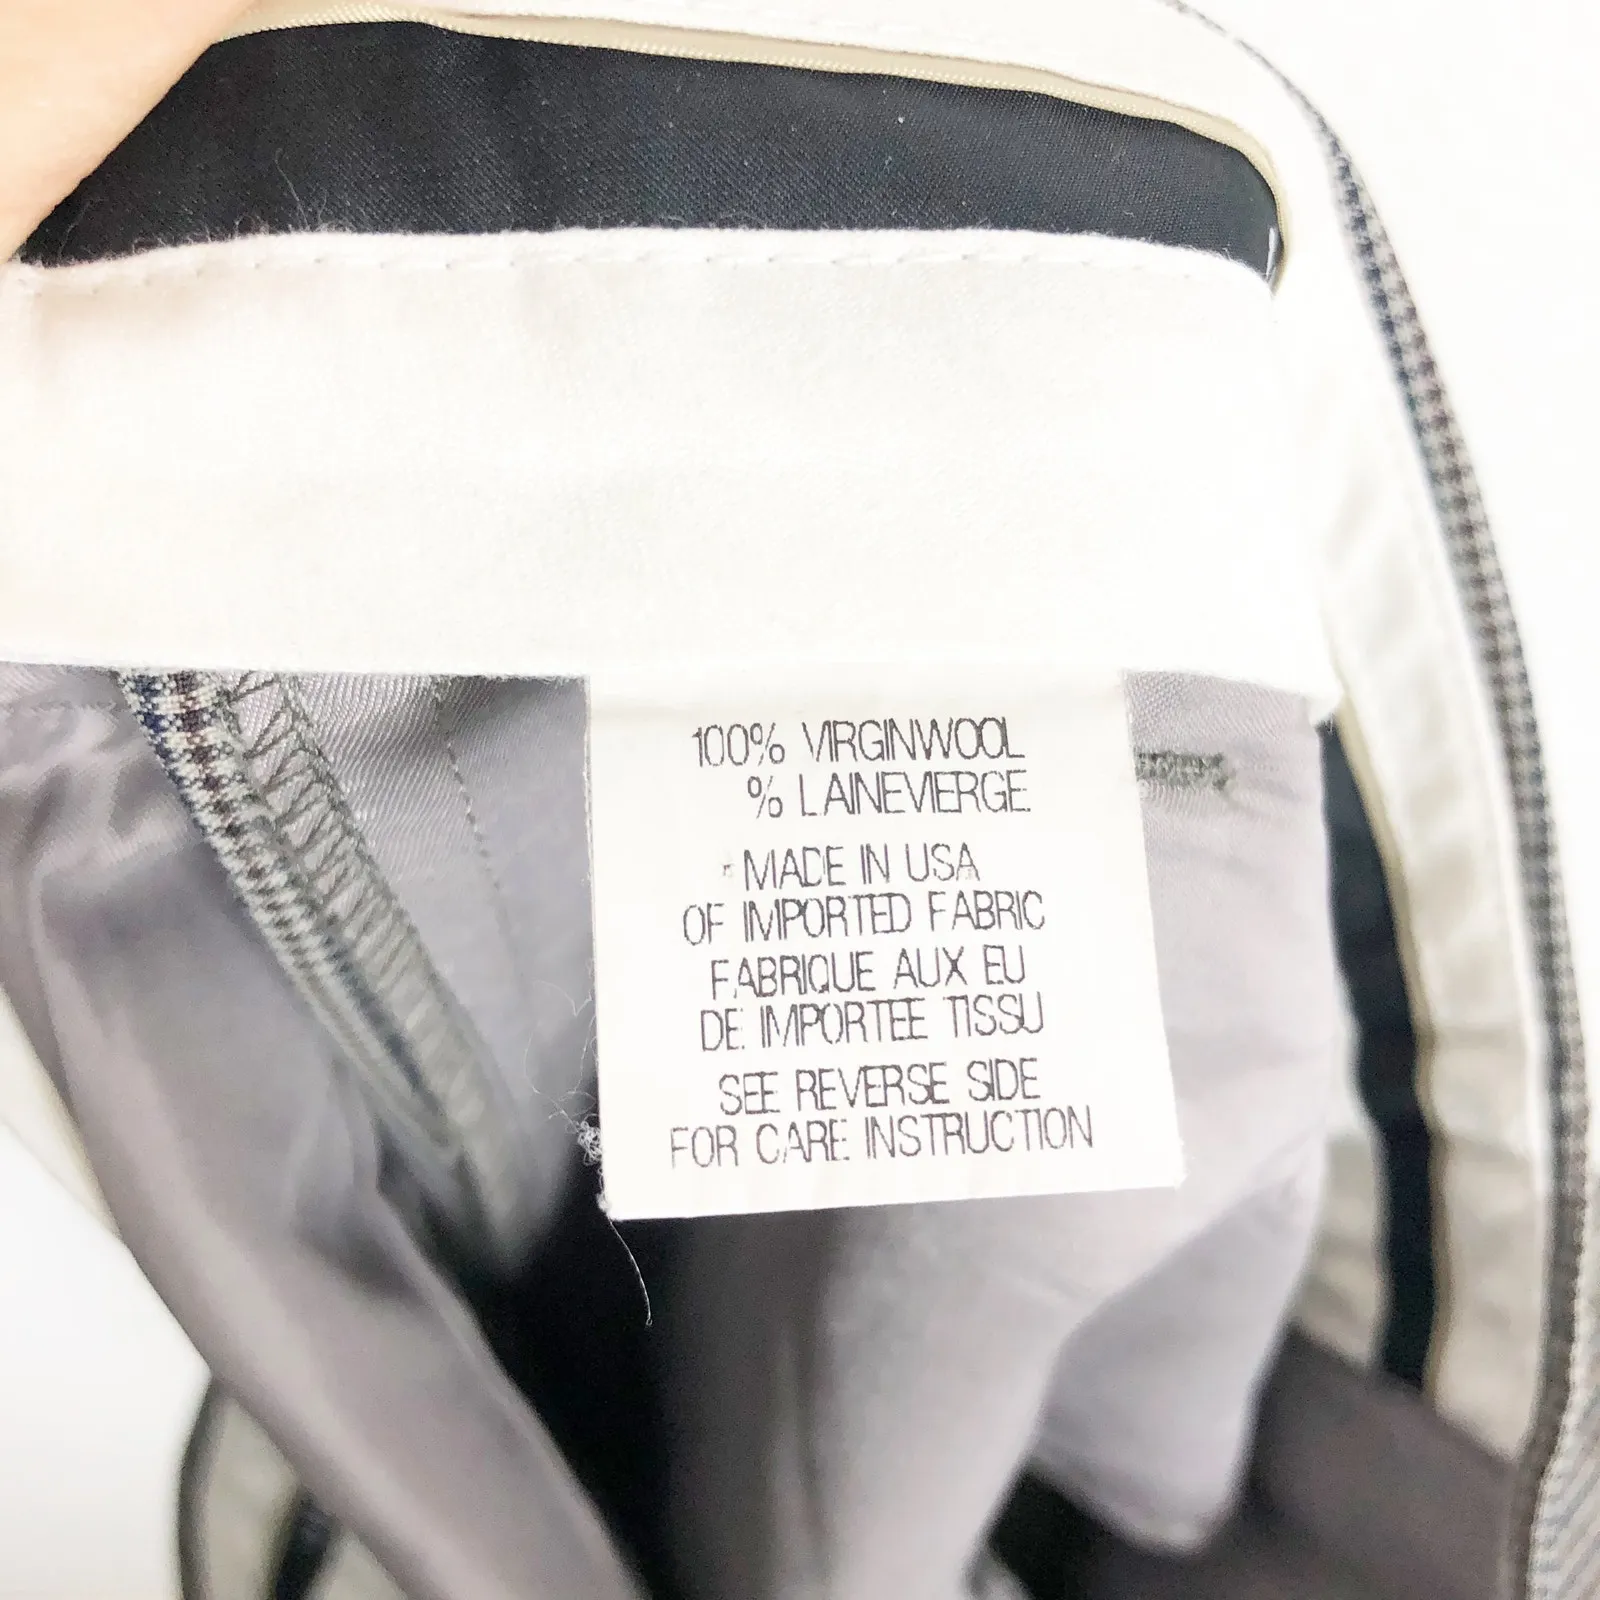 100% VIRGINWOOL
% LAINEVIERGE
MADE IN USA
OF IMPORTED FABRIC
FABRIQUE AUX EU
DE IMPORTEE TISSU
SEE REVERSE SIDE
FOR CARE INSTRUCTION